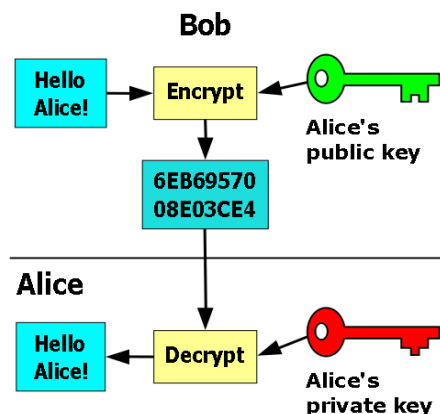 Bob
Hello
Alice!
Encrypt
Alice's
public key
6EB69570
08E03CE4
Alice
Hello
Alice!
Decrypt
Alice's
private key